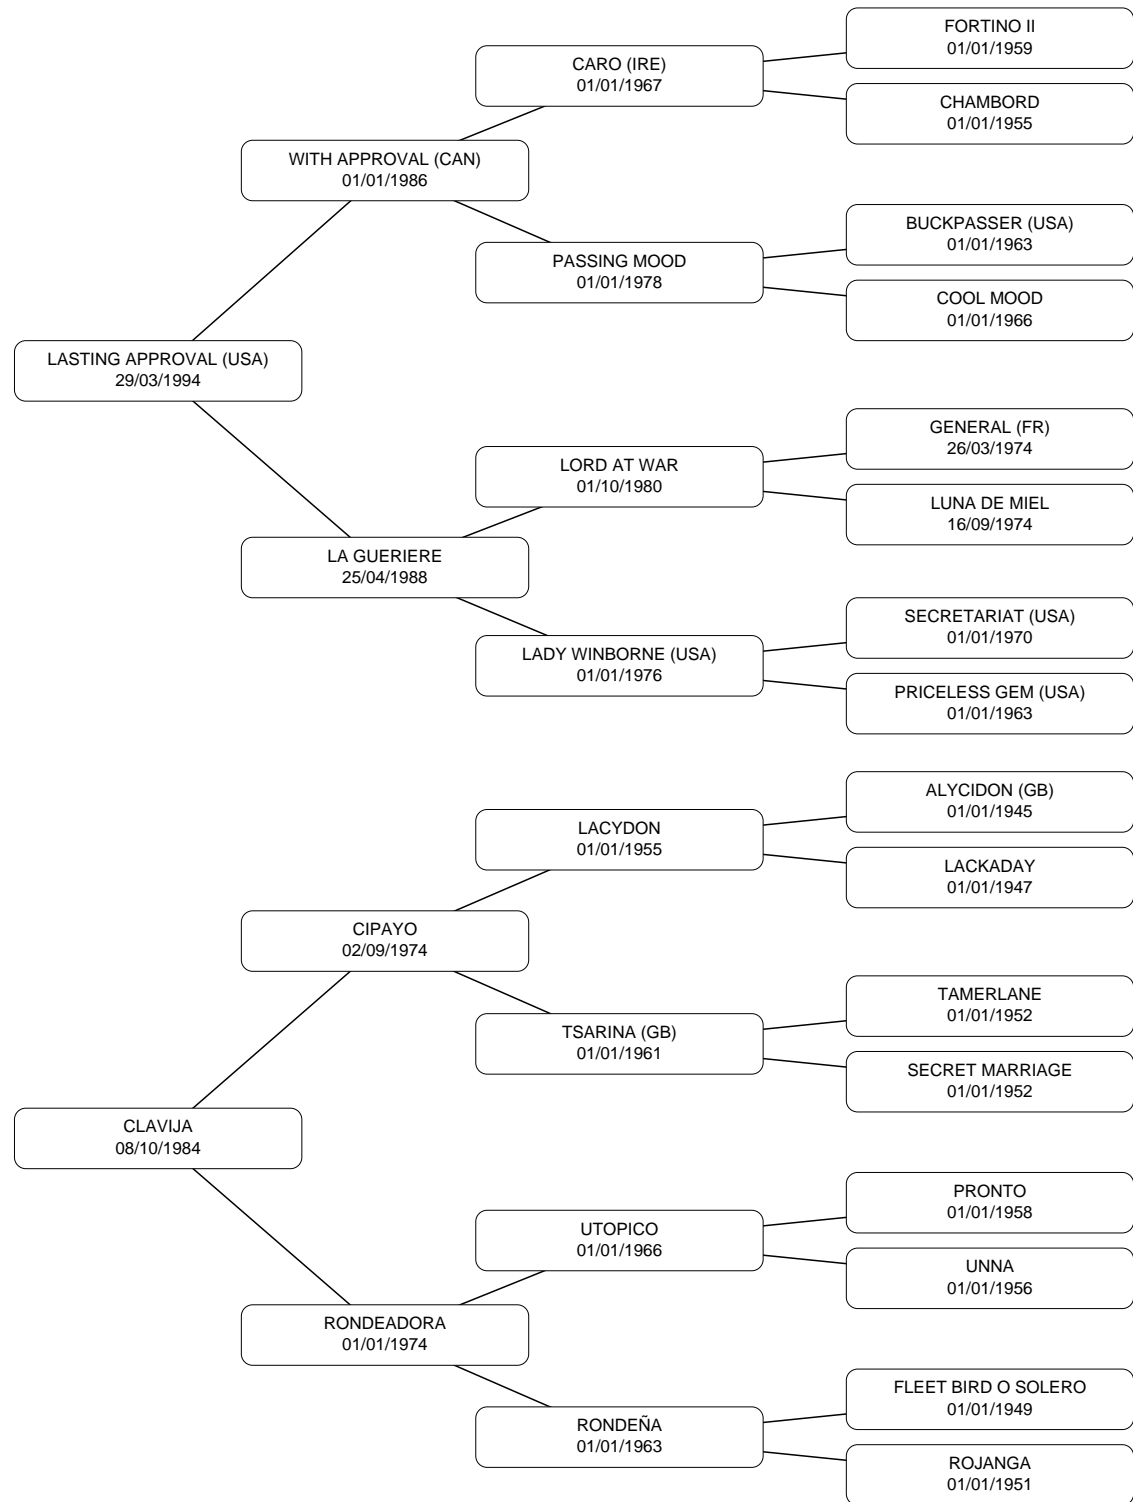 FORTINO II
01/01/1959
CARO (IRE)
01/01/1967
CHAMBORD
01/01/1955
WITH APPROVAL (CAN)
01/01/1986
BUCKPASSER (USA)
01/01/1963
PASSING MOOD
01/01/1978
COOL MOOD
01/01/1966
LASTING APPROVAL (USA)
29/03/1994
GENERAL (FR)
26/03/1974
LORD AT WAR
01/10/1980
LUNA DE MIEL
16/09/1974
LA GUERIERE
25/04/1988
SECRETARIAT (USA)
01/01/1970
LADY WINBORNE (USA)
01/01/1976
PRICELESS GEM (USA)
01/01/1963
ALYCIDON (GB)
01/01/1945
LACYDON
01/01/1955
LACKADAY
01/01/1947
CIPAYO
02/09/1974
TAMERLANE
01/01/1952
TSARINA (GB)
01/01/1961
SECRET MARRIAGE
01/01/1952
CLAVIJA
08/10/1984
PRONTO
01/01/1958
UTOPICO
01/01/1966
UNNA
01/01/1956
RONDEADORA
01/01/1974
FLEET BIRD O SOLERO
01/01/1949
RONDEÑA
01/01/1963
ROJANGA
01/01/1951